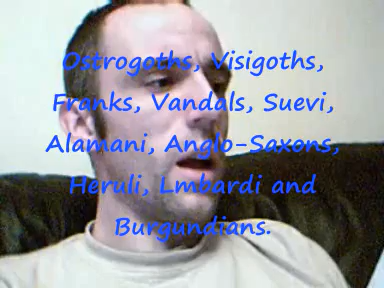 Ostrogoths, Visigoths,
Franks, Vandals, Suevi,
Alamani, Anglo-Saxons,
Heruli, Lmbardi and
Burgundians.